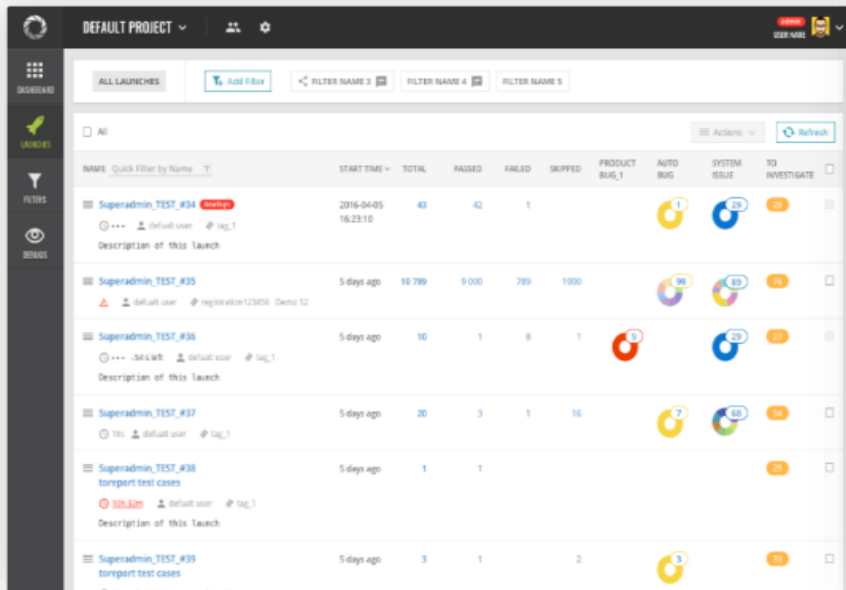 DEFAULT PROJECT
admin
USER NAME
DASHBOARD
LAUNCHES
FILTERS
DEBUGS
ALL LAUNCHES
Add Filter
FILTER NAME 3
FILTER NAME 4
FILTER NAME 5
All
Actions
Refresh
NAME Quick Filter by Name START TIME TOTAL PASSED FAILED SKIPPED PRODUCT BUG_1 AUTO BUG SYSTEM ISSUE TO INVESTIGATE
Superadmin_TEST_#34 Analisys 2016-04-05 43 42 1 1 29 28
16:23:10
default user tag_1
Description of this launch
Superadmin_TEST_#35 5 days ago 10 789 9 000 789 1000 98 89 76
default user registration123856 Demo 12
Superadmin_TEST_#36 5 days ago 10 1 8 1 9 29 27
-54 s left default user tag_1
Description of this launch
Superadmin_TEST_#37 5 days ago 20 3 1 16 7 68 34
18s default user tag_1
Superadmin_TEST_#38 5 days ago 1 1 29
toreport test cases
10h 32m default user tag_1
Description of this launch
Superadmin_TEST_#39 5 days ago 3 1 2 3 33
toreport test cases